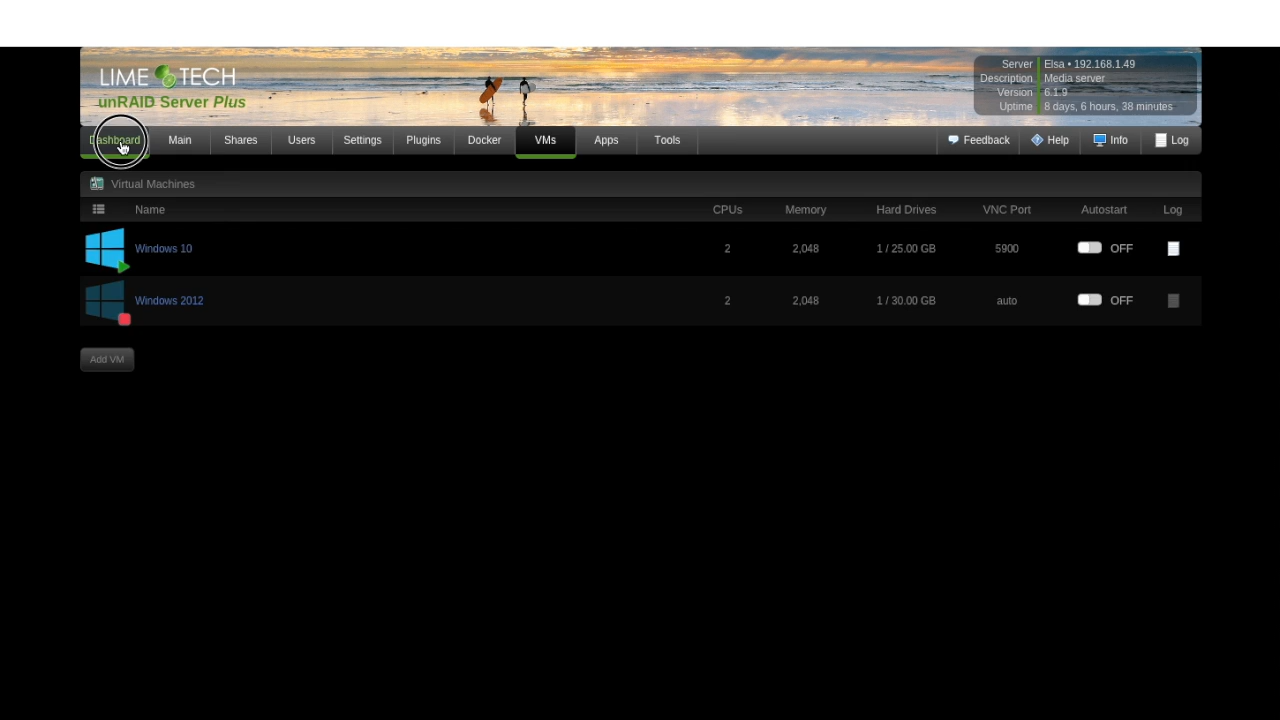 LIME TECH
unRAID Server Plus
Server Elsa • 192.168.1.49
Description Media server
Version 6.1.9
Uptime 8 days, 6 hours, 38 minutes
Dashboard Main Shares Users Settings Plugins Docker VMs Apps Tools Feedback Help Info Log
Virtual Machines
Name CPUs Memory Hard Drives VNC Port Autostart Log
Windows 10 2 2,048 1 / 25.00 GB 5900 OFF
Windows 2012 2 2,048 1 / 30.00 GB auto OFF
Add VM